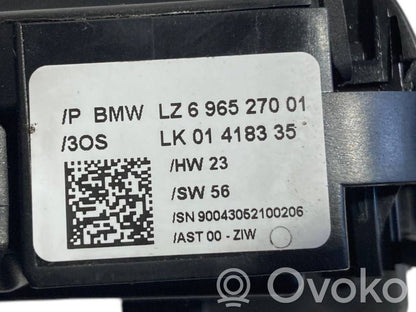 /P BMW LZ 6 965 270 01
/3OS LK 01 4183 35
/HW 23
/SW 56
/SN 90043052100206
/AST 00 - ZIW
Ovoko